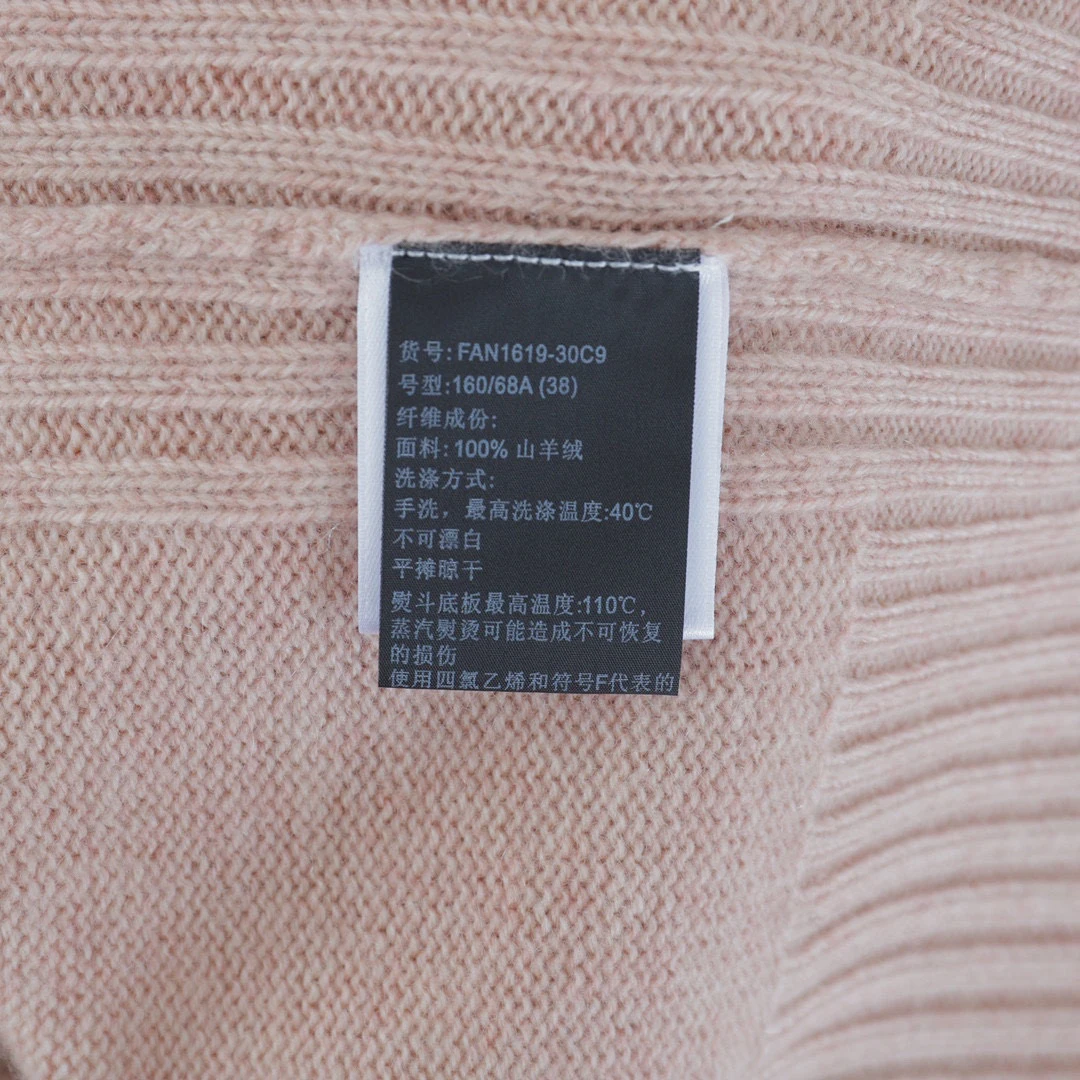 货号: FAN1619-30C9
号型:160/68A (38)
纤维成份:
面料: 100% 山羊绒
洗涤方式:
手洗，最高洗涤温度:40℃
不可漂白
平摊晾干
熨斗底板最高温度:110℃，
蒸汽熨烫可能造成不可恢复
的损伤
使用四氯乙烯和符号F代表的